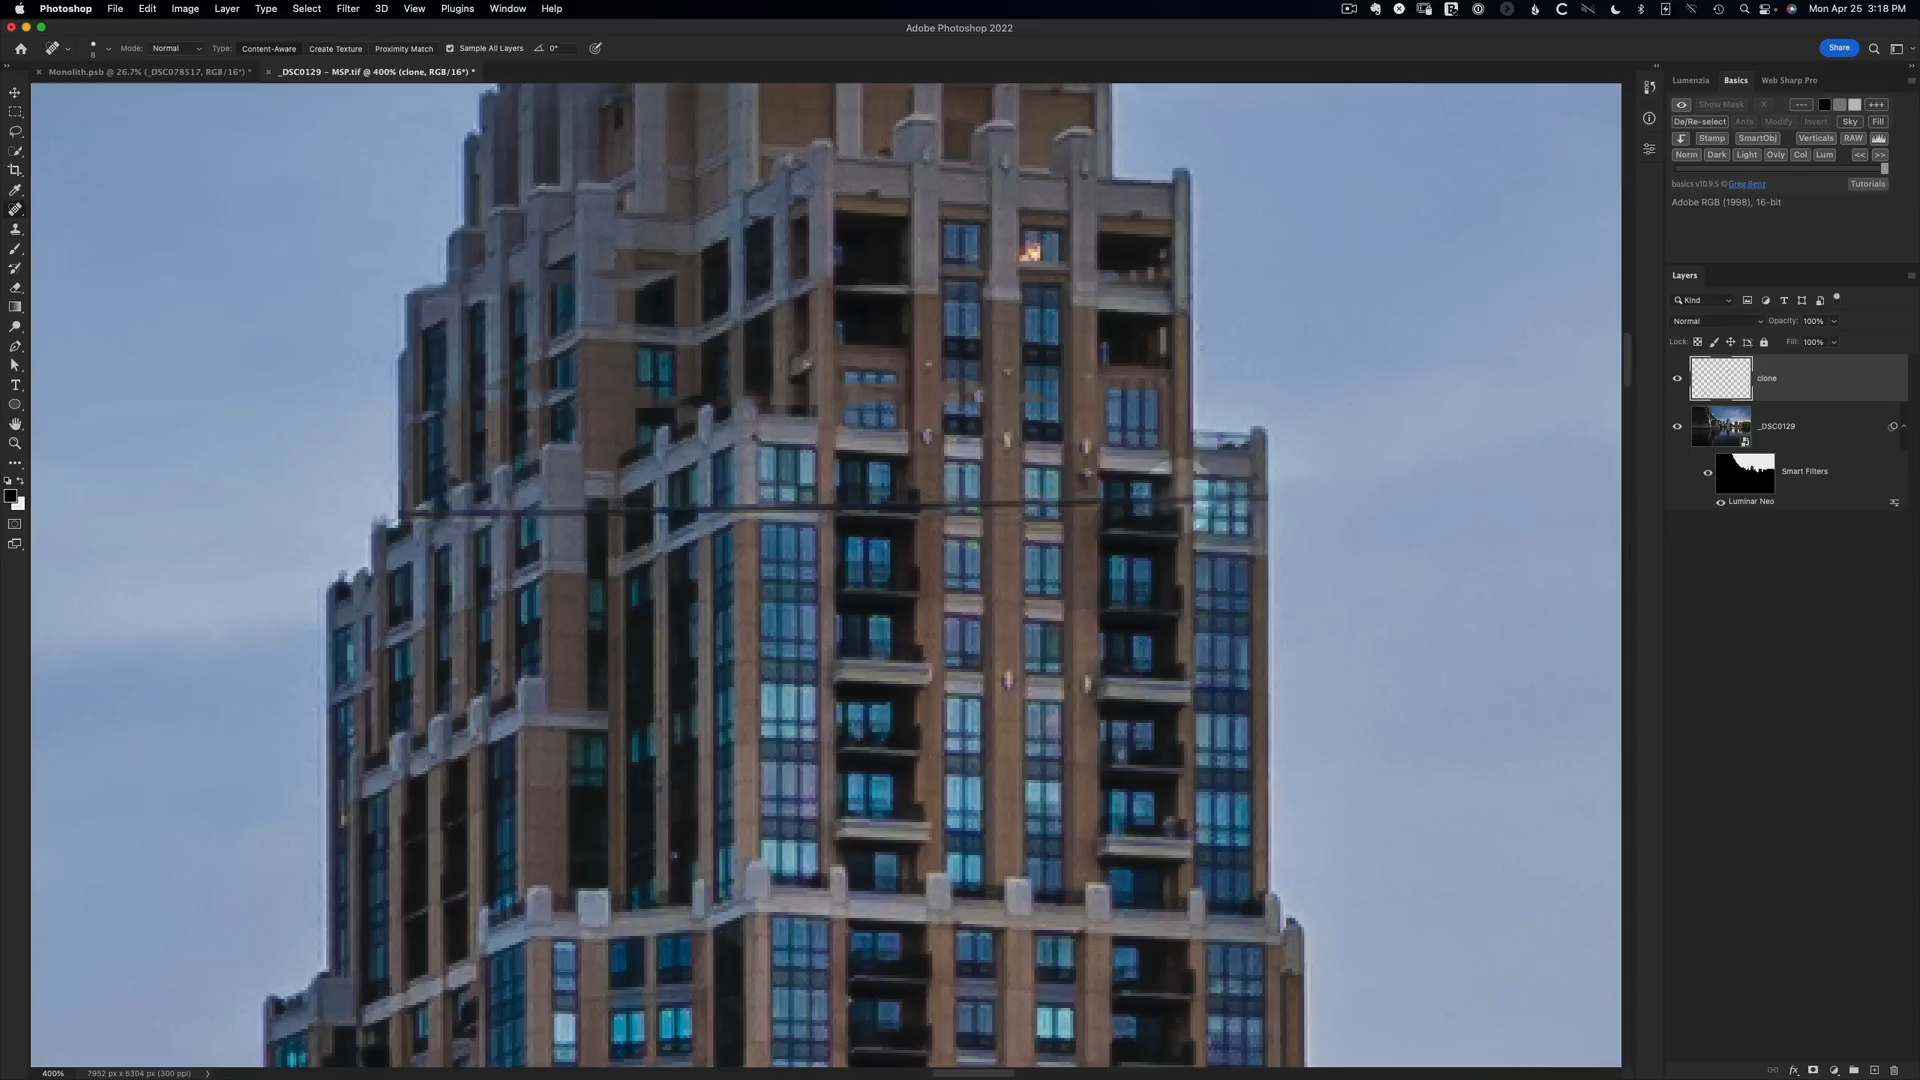 Photoshop File Edit Image Layer Type Select Filter 3D View Plugins Window Help Mon Apr 25 3:18 PM
Adobe Photoshop 2022
8 Mode: Normal Type: Content-Aware Create Texture Proximity Match Sample All Layers 0° Share
Monolith.psb @ 26.7% (_DSC078517, RGB/16*) *
_DSC0129 – MSP.tif @ 400% (clone, RGB/16*) *
Lumenzia Basics Web Sharp Pro
Show Mask X --- +++
De/Re-select Ants Modify Invert Sky Fill
Stamp SmartObj Verticals RAW
Norm Dark Light Ovly Col Lum << >>
basics v10.9.5 © Greg Benz Tutorials
Adobe RGB (1998), 16-bit
Layers
Kind
Normal Opacity: 100%
Lock: Fill: 100%
clone
_DSC0129
Smart Filters
Luminar Neo
400% 7952 px x 5304 px (300 ppi)
fx